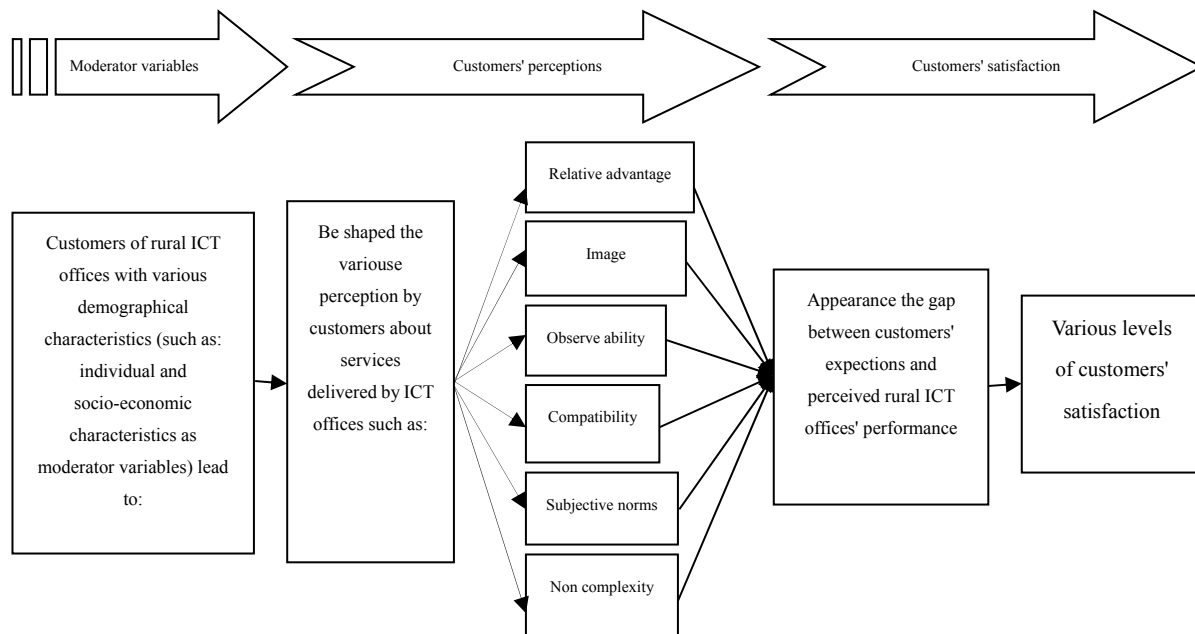 Moderator variables
Customers' perceptions
Customers' satisfaction
Customers of rural ICT
offices with various
demographical
characteristics (such as:
individual and
socio-economic
characteristics as
moderator variables) lead
to:
Be shaped the
variouse
perception by
customers about
services
delivered by ICT
offices such as:
Relative advantage
Image
Observe ability
Compatibility
Subjective norms
Non complexity
Appearance the gap
between customers'
expections and
perceived rural ICT
offices' performance
Various levels
of customers'
satisfaction